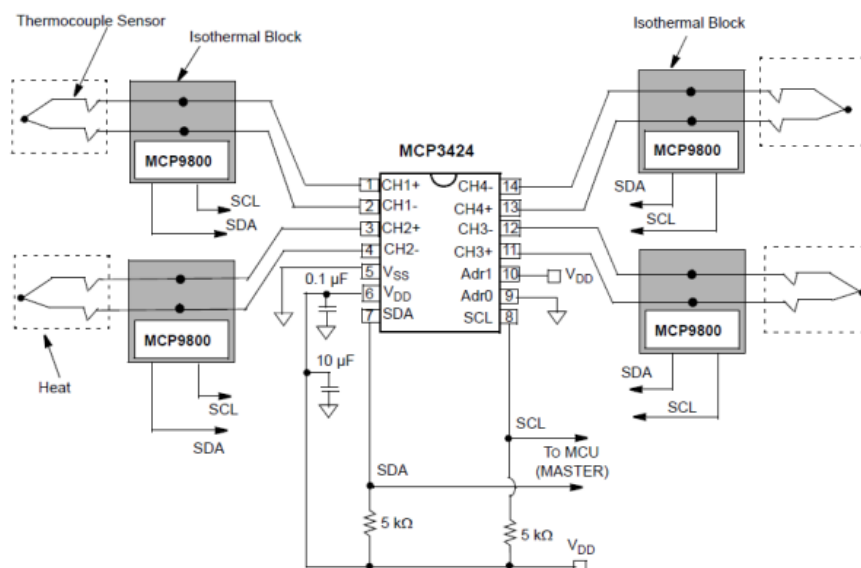 Thermocouple Sensor
Isothermal Block
Isothermal Block
MCP9800
SCL
SDA
MCP9800
SDA
SCL
MCP3424
1 CH1+ CH4- 14
2 CH1- CH4+ 13
3 CH2+ CH3- 12
4 CH2- CH3+ 11
5 VSS Adr1 10 VDD
6 VDD Adr0 9
7 SDA SCL 8
0.1 µF
10 µF
MCP9800
SCL
SDA
Heat
MCP9800
SDA
SCL
SCL
To MCU
(MASTER)
SDA
5 kΩ
5 kΩ
VDD